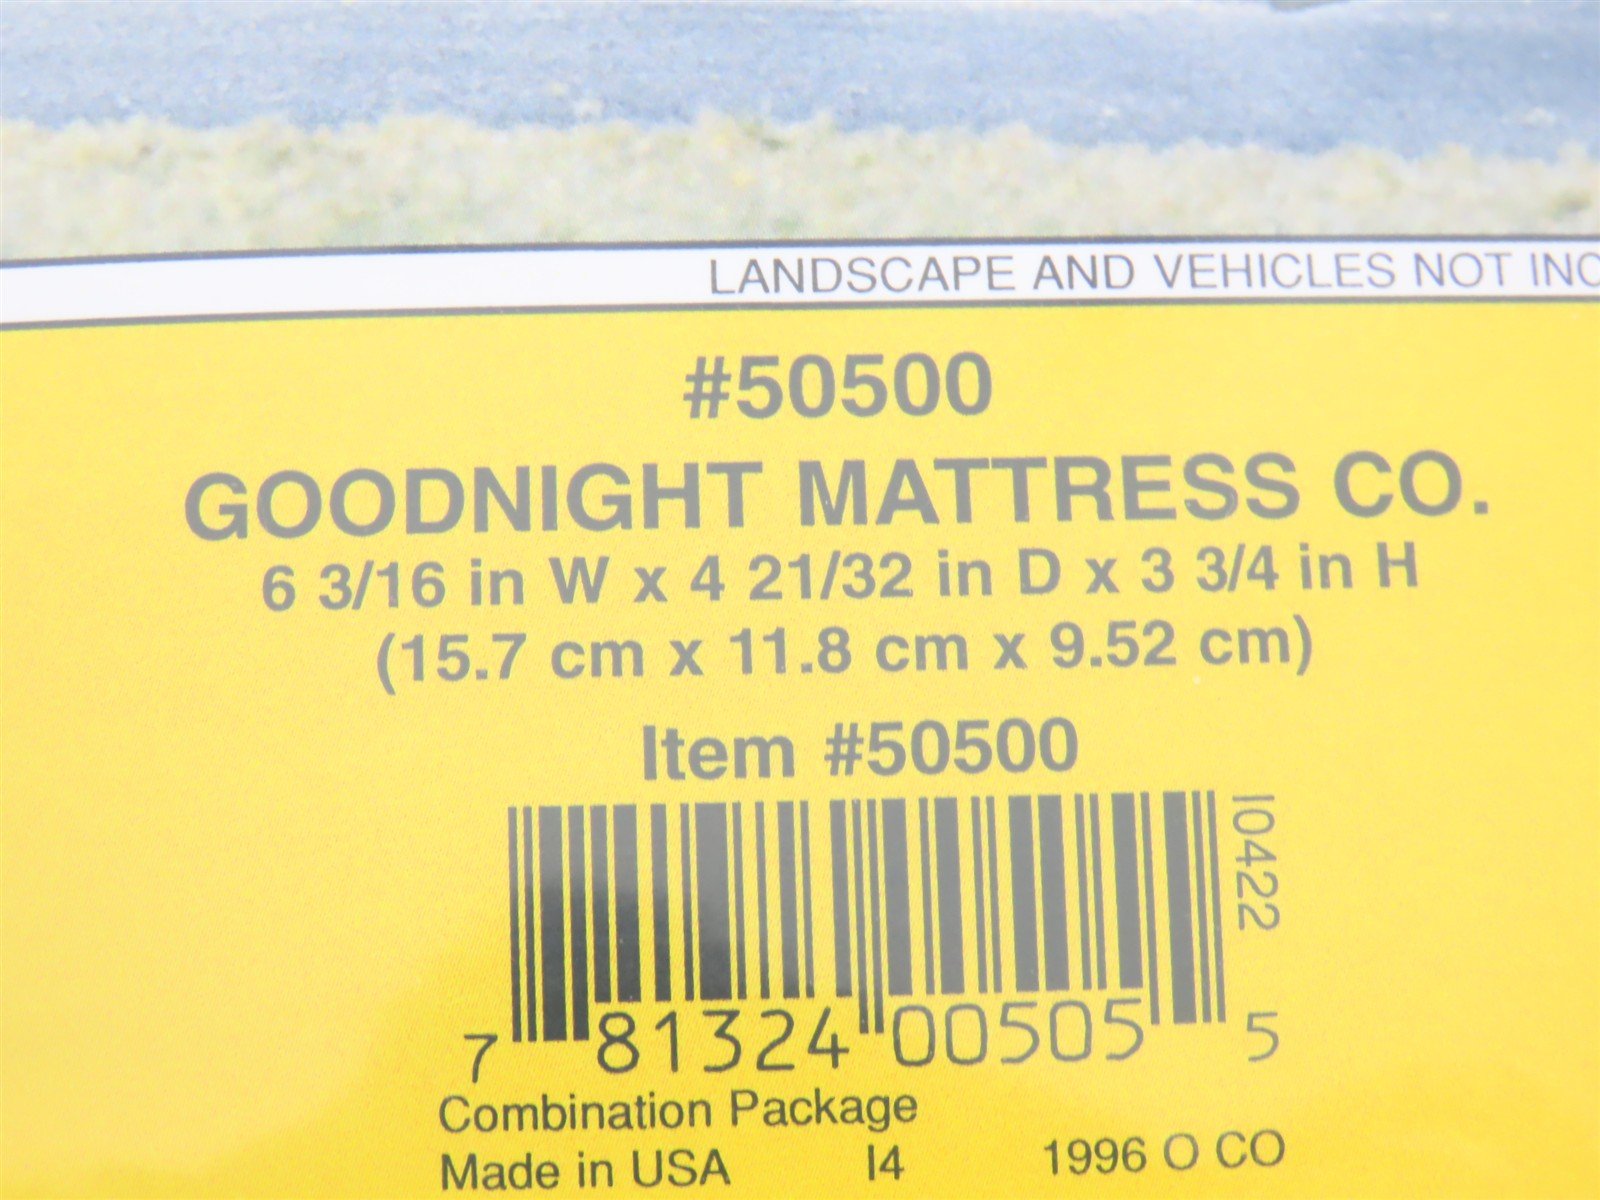 LANDSCAPE AND VEHICLES NOT INC
#50500
GOODNIGHT MATTRESS CO.
6 3/16 in W x 4 21/32 in D x 3 3/4 in H
(15.7 cm x 11.8 cm x 9.52 cm)
Item #50500
I0422
7 81324 00505 5
Combination Package
Made in USA I4 1996 O CO